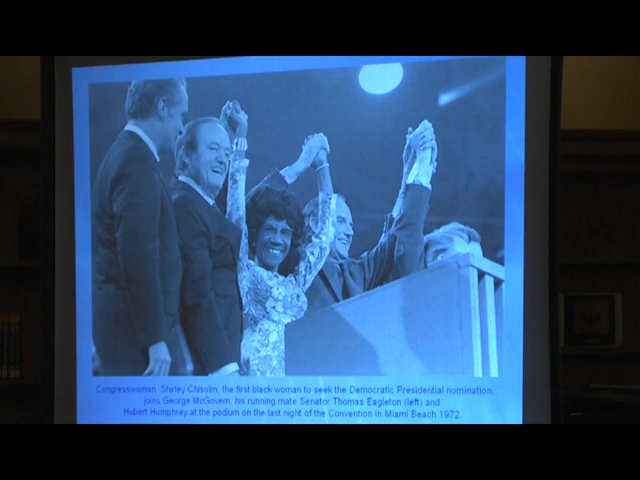 Congresswoman Shirley Chisolm, the first black woman to seek the Democratic Presidential nomination,
joins George McGovern, his running mate Senator Thomas Eagleton (left) and
Hubert Humphrey at the podium on the last night of the Convention in Miami Beach 1972.